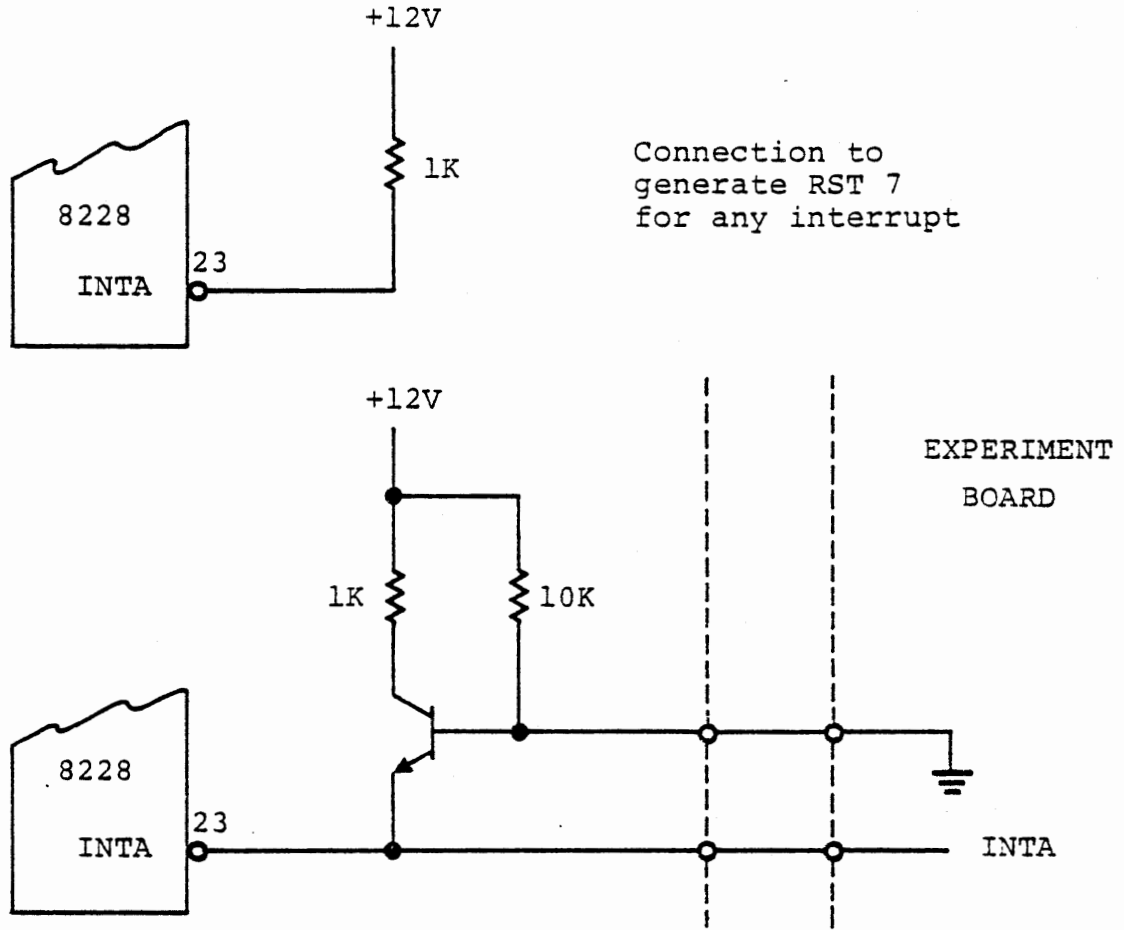 +12V
1K
Connection to
generate RST 7
for any interrupt
8228
23
INTA
+12V
EXPERIMENT
BOARD
1K
10K
8228
23
INTA
INTA